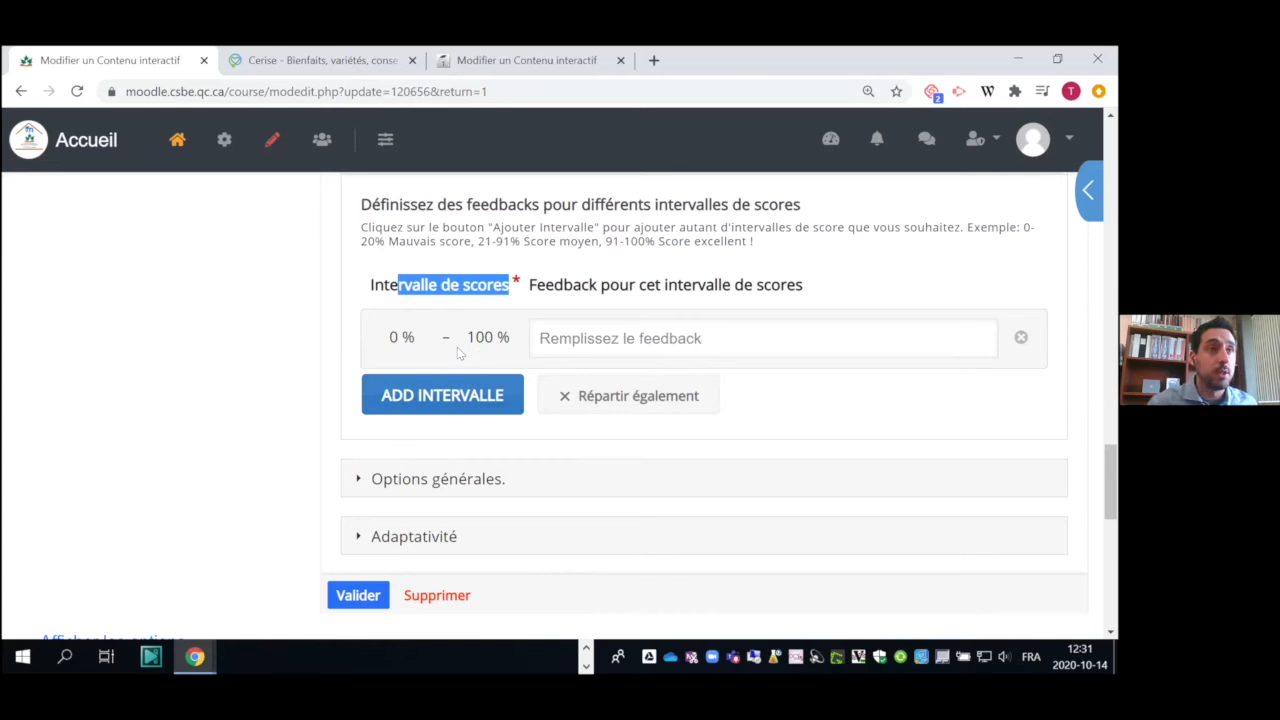 Modifier un Contenu interactif
Cerise - Bienfaits, variétés, conse
Modifier un Contenu interactif
moodle.csbe.qc.ca/course/modedit.php?update=120656&return=1
2
W
T
Accueil
Définissez des feedbacks pour différents intervalles de scores
Cliquez sur le bouton "Ajouter Intervalle" pour ajouter autant d'intervalles de score que vous souhaitez. Exemple: 0-
20% Mauvais score, 21-91% Score moyen, 91-100% Score excellent !
Intervalle de scores * Feedback pour cet intervalle de scores
0 % – 100 % Remplissez le feedback
ADD INTERVALLE Répartir également
Options générales.
Adaptativité
Valider Supprimer
Afficher les options
FRA
12:31
2020-10-14